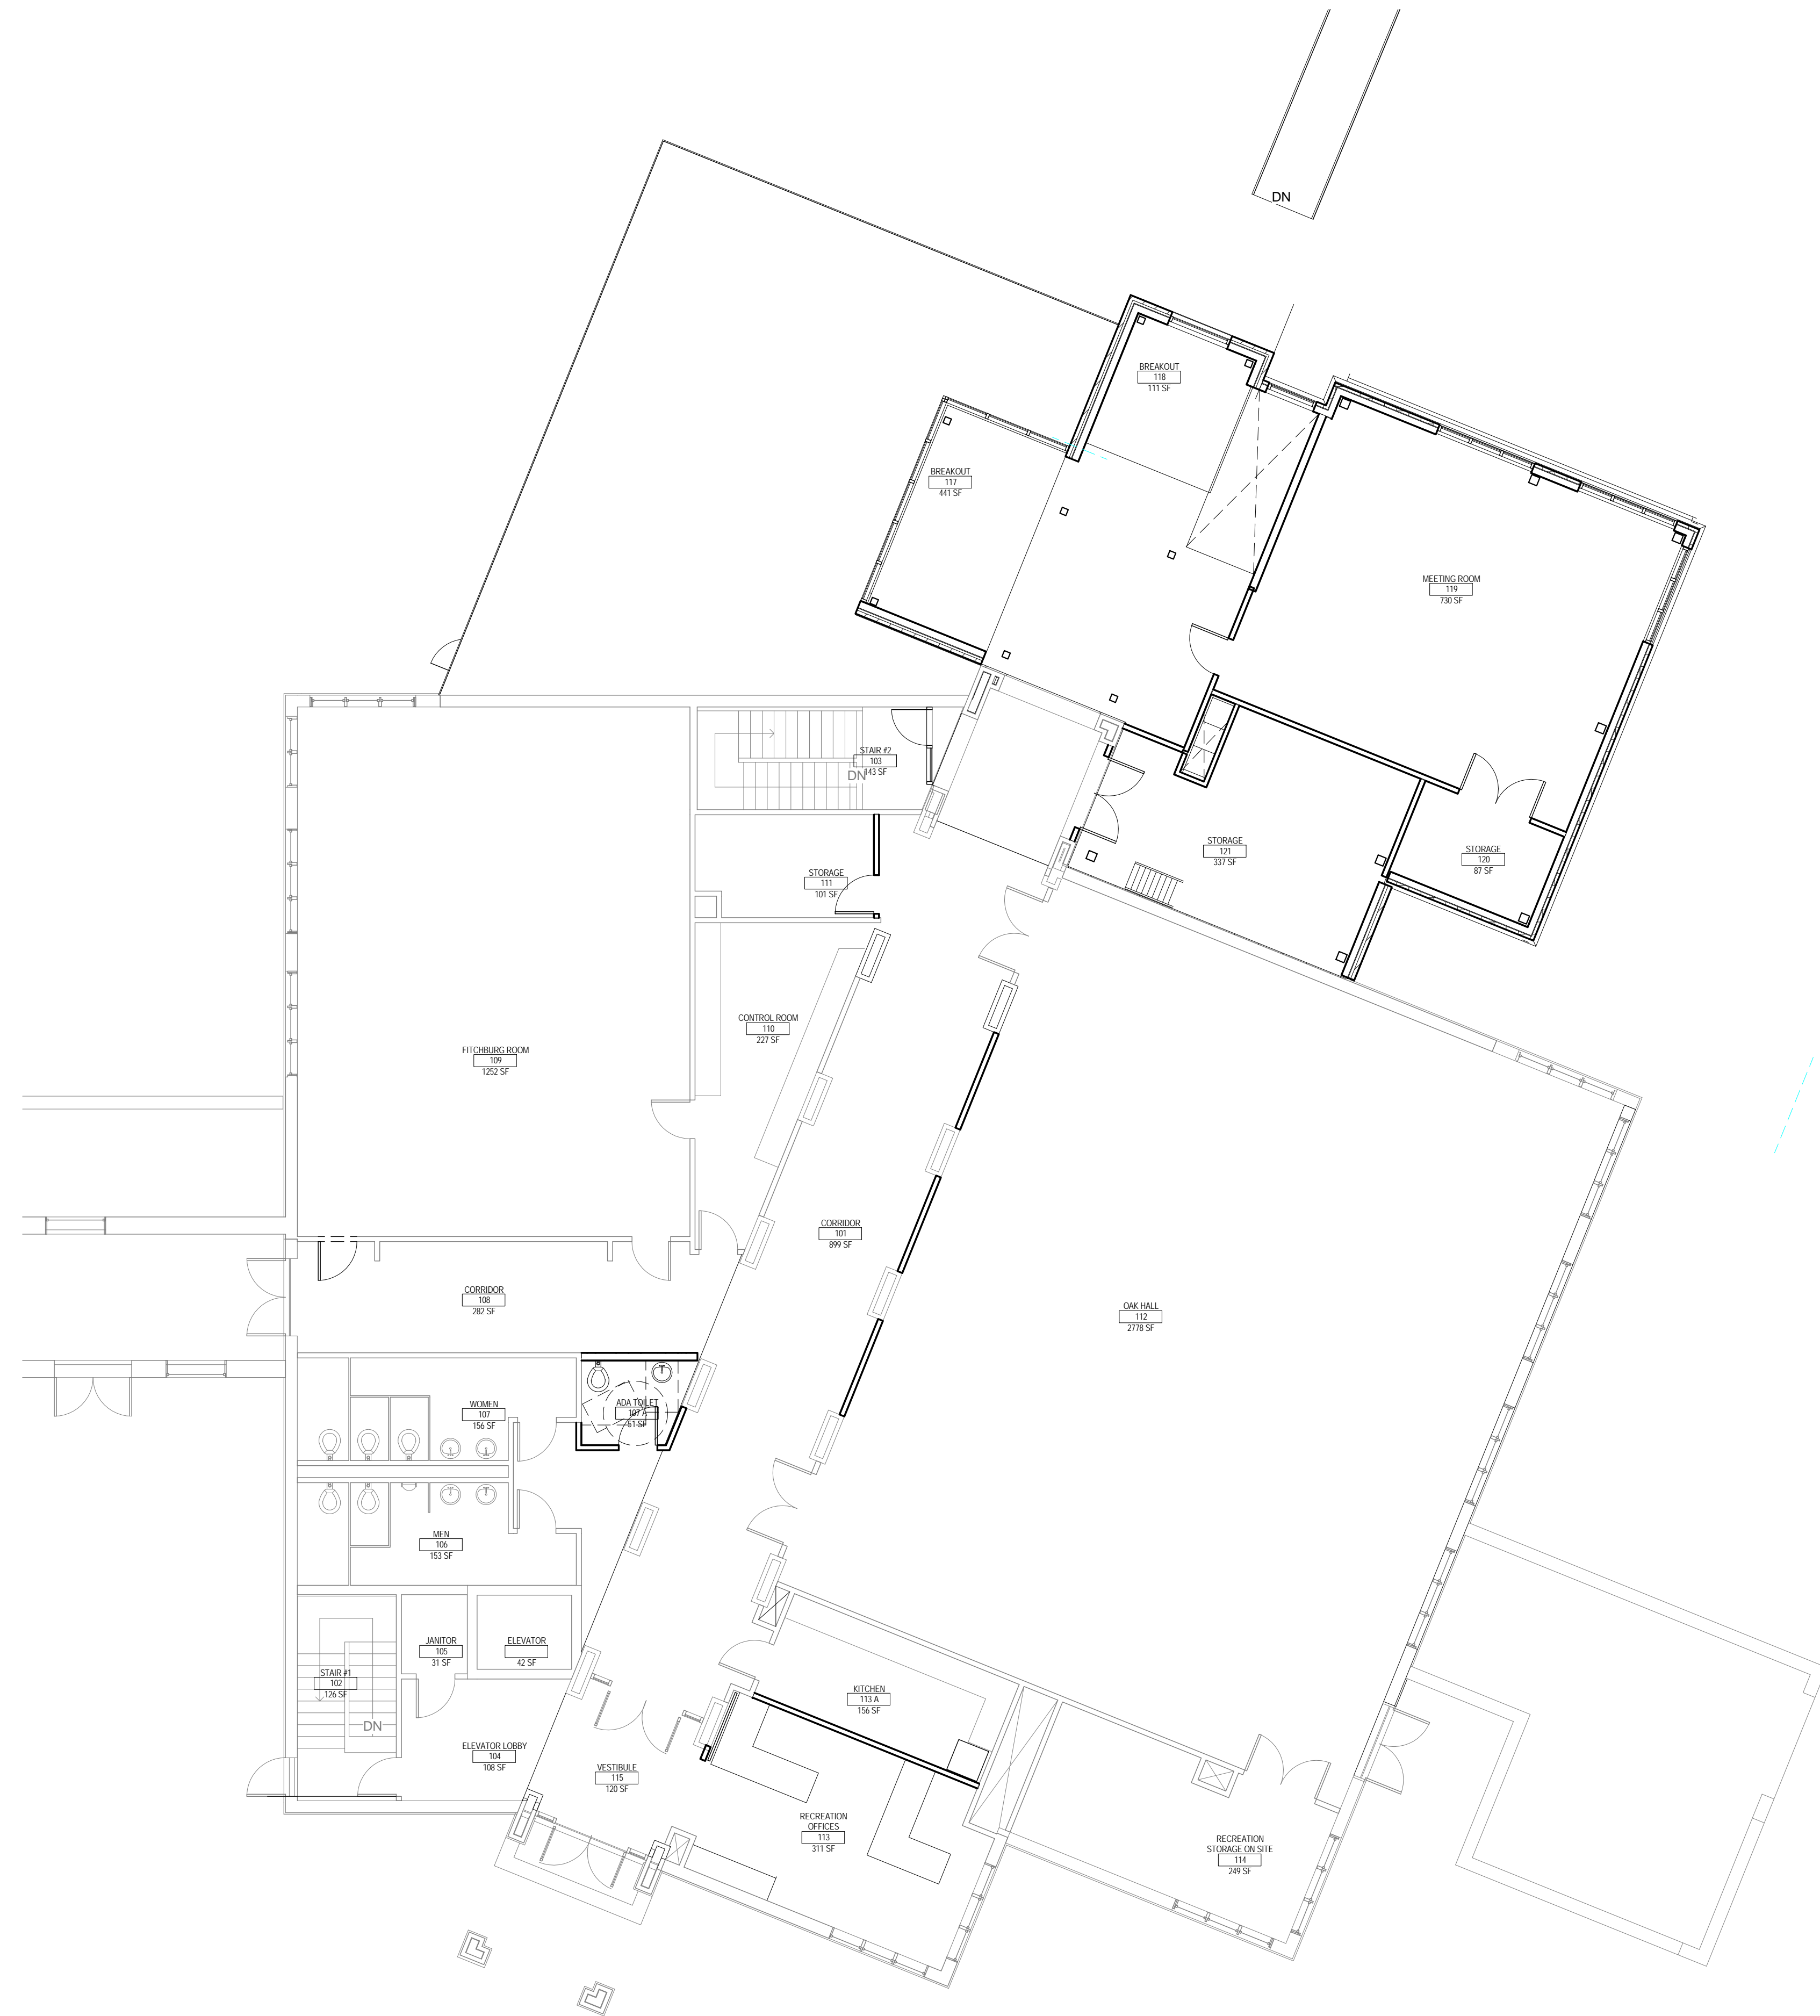 DN
BREAKOUT
118
111 SF
BREAKOUT
117
441 SF
MEETING ROOM
119
730 SF
STAIR #2
103
143 SF
DN
STORAGE
121
337 SF
STORAGE
120
87 SF
STORAGE
111
101 SF
CONTROL ROOM
110
227 SF
FITCHBURG ROOM
109
1252 SF
CORRIDOR
101
899 SF
CORRIDOR
108
282 SF
OAK HALL
112
2778 SF
WOMEN
107
156 SF
ADA TOILET
107 A
51 SF
MEN
106
153 SF
JANITOR
105
31 SF
ELEVATOR
42 SF
STAIR #1
102
126 SF
DN
KITCHEN
113 A
156 SF
ELEVATOR LOBBY
104
108 SF
VESTIBULE
115
120 SF
RECREATION
OFFICES
113
311 SF
RECREATION
STORAGE ON SITE
114
249 SF